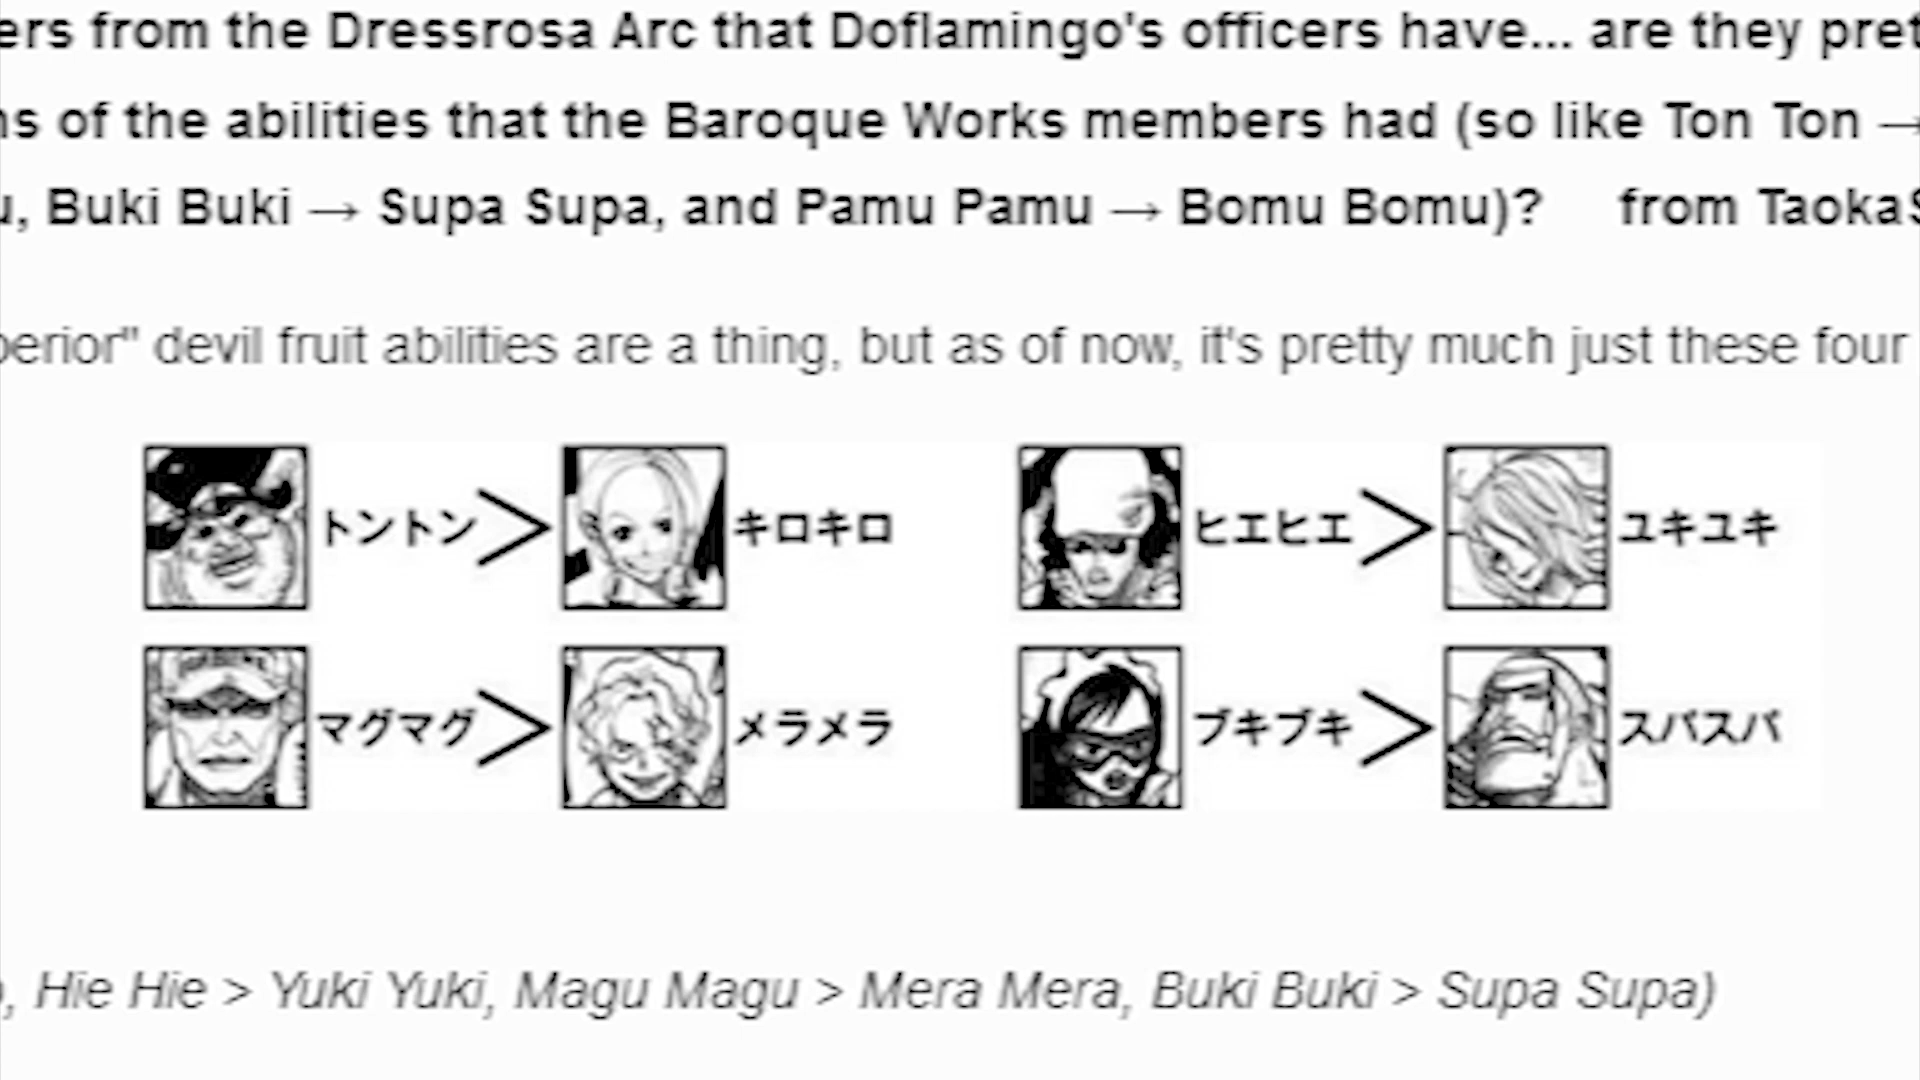 ers from the Dressrosa Arc that Doflamingo's officers have... are they pret
ns of the abilities that the Baroque Works members had (so like Ton Ton →
u, Buki Buki → Supa Supa, and Pamu Pamu → Bomu Bomu)? from TaokaS
perior" devil fruit abilities are a thing, but as of now, it's pretty much just these four
トントン > キロキロ ヒエヒエ > ユキユキ
マグマグ > メラメラ ブキブキ > スパスパ
, Hie Hie > Yuki Yuki, Magu Magu > Mera Mera, Buki Buki > Supa Supa)